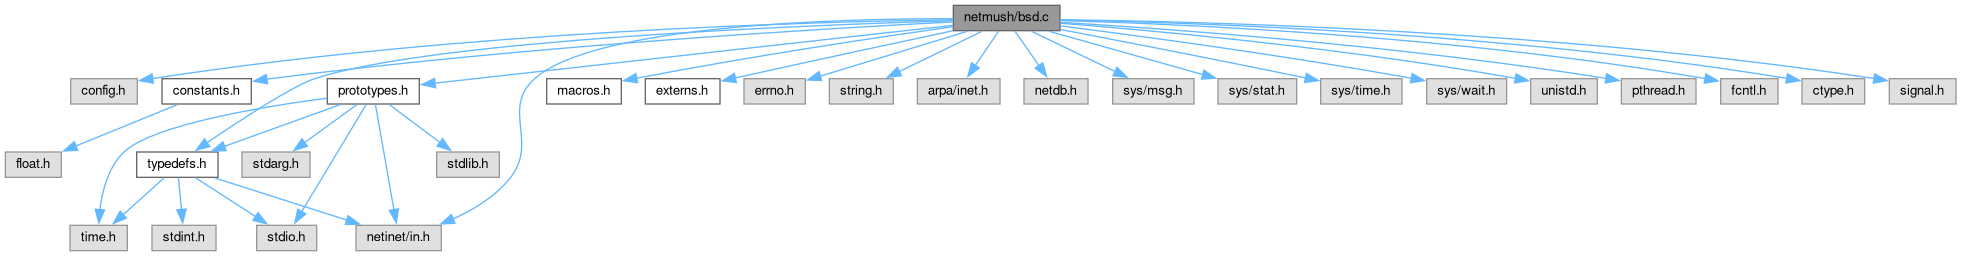 netmush/bsd.c
config.h
constants.h
prototypes.h
macros.h
externs.h
errno.h
string.h
arpa/inet.h
netdb.h
sys/msg.h
sys/stat.h
sys/time.h
sys/wait.h
unistd.h
pthread.h
fcntl.h
ctype.h
signal.h
float.h
typedefs.h
stdarg.h
stdlib.h
time.h
stdint.h
stdio.h
netinet/in.h